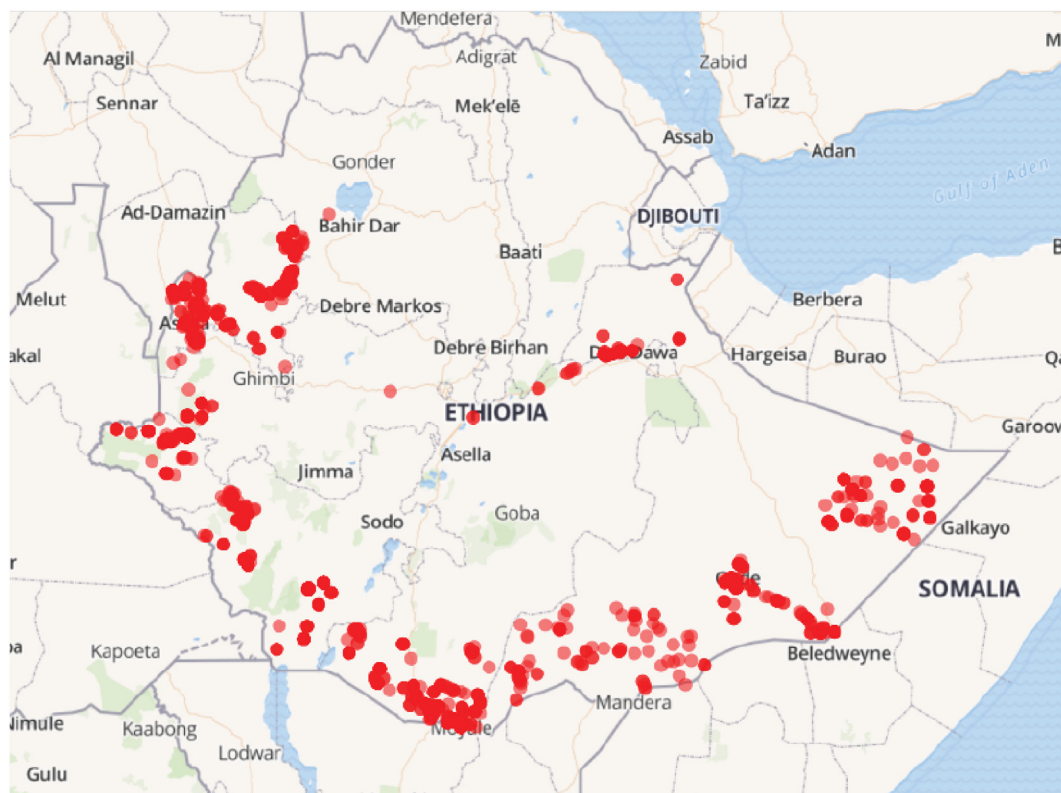 Mendefera
Al Managil
Adigrat
Zabid
M
Sennar
Mek'elē
Ta'izz
Assab
Adan
Gonder
Gulf of Aden
Ad-Damazin
Bahir Dar
DJIBOUTI
Baati
B
Melut
Debre Markos
Berbera
akal
Debre Birhan
Hargeisa
Burao
Qa
Ghimbi
ETHIOPIA
Garoow
Asella
Jimma
Goba
Sodo
Galkayo
r
SOMALIA
ba
Kapoeta
Beledweyne
Mandera
Nimule
Kaabong
Moyale
Lodwar
Gulu